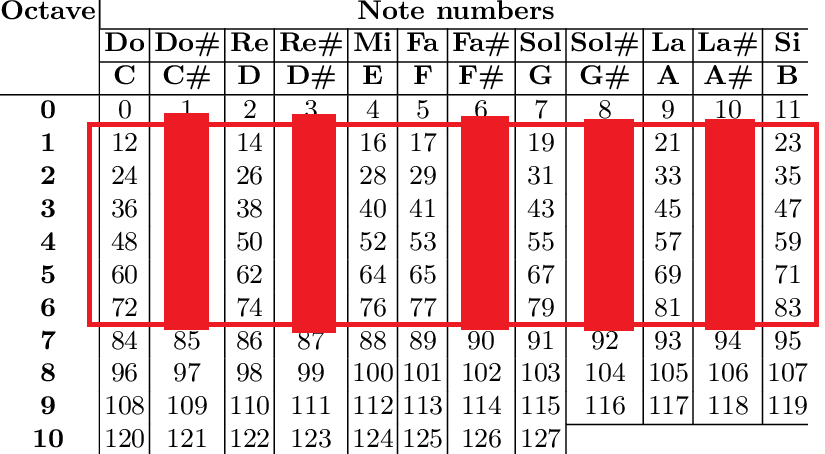 Octave Note numbers
Do Do# Re Re# Mi Fa Fa# Sol Sol# La La# Si
C C# D D# E F F# G G# A A# B
0 0 1 2 3 4 5 6 7 8 9 10 11
1 12 14 16 17 19 21 23
2 24 26 28 29 31 33 35
3 36 38 40 41 43 45 47
4 48 50 52 53 55 57 59
5 60 62 64 65 67 69 71
6 72 74 76 77 79 81 83
7 84 85 86 87 88 89 90 91 92 93 94 95
8 96 97 98 99 100 101 102 103 104 105 106 107
9 108 109 110 111 112 113 114 115 116 117 118 119
10 120 121 122 123 124 125 126 127